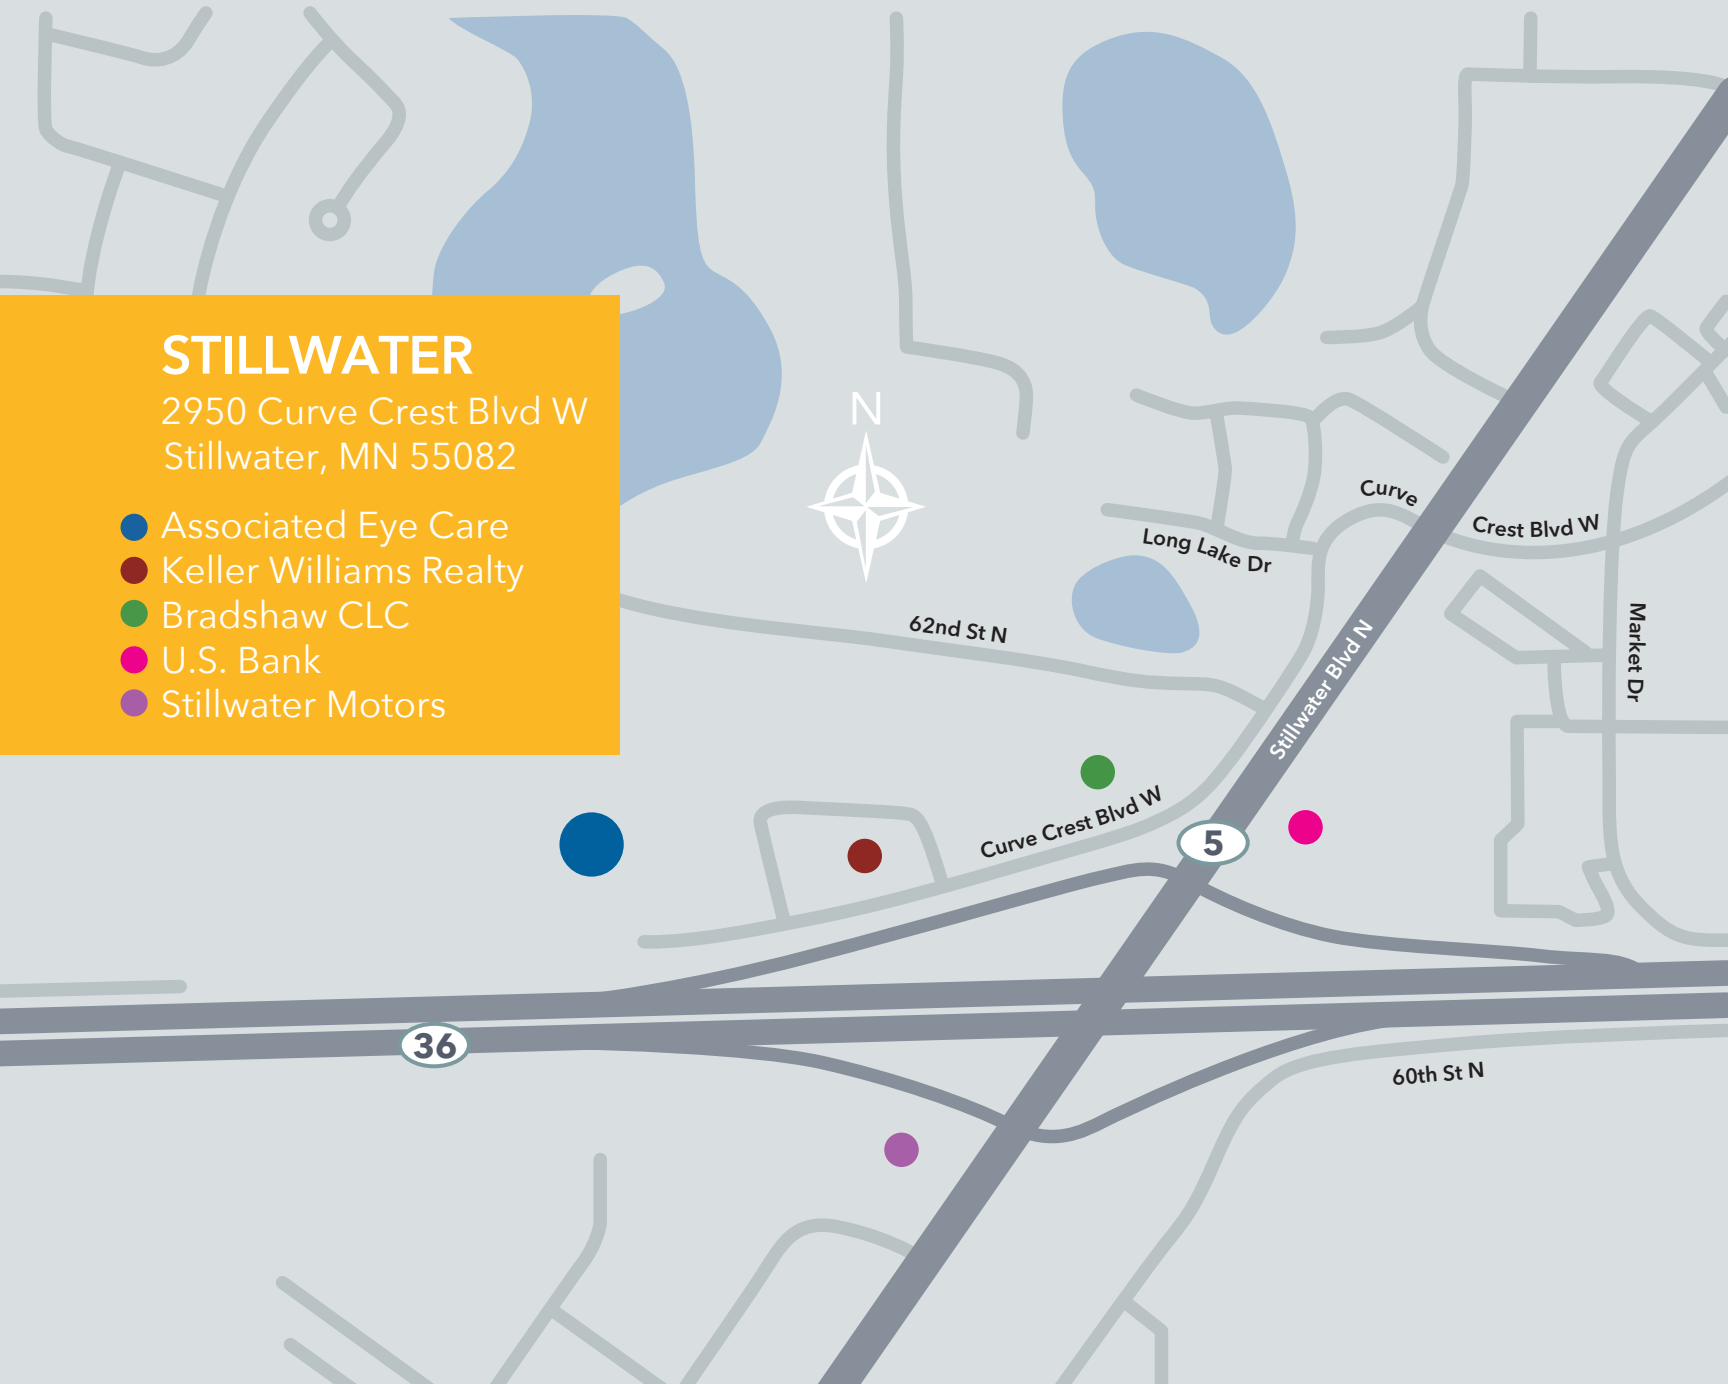 STILLWATER
2950 Curve Crest Blvd W
Stillwater, MN 55082
Associated Eye Care
Keller Williams Realty
Bradshaw CLC
U.S. Bank
Stillwater Motors
N
Curve
Crest Blvd W
Long Lake Dr
62nd St N
Market Dr
Stillwater Blvd N
Curve Crest Blvd W
5
36
60th St N